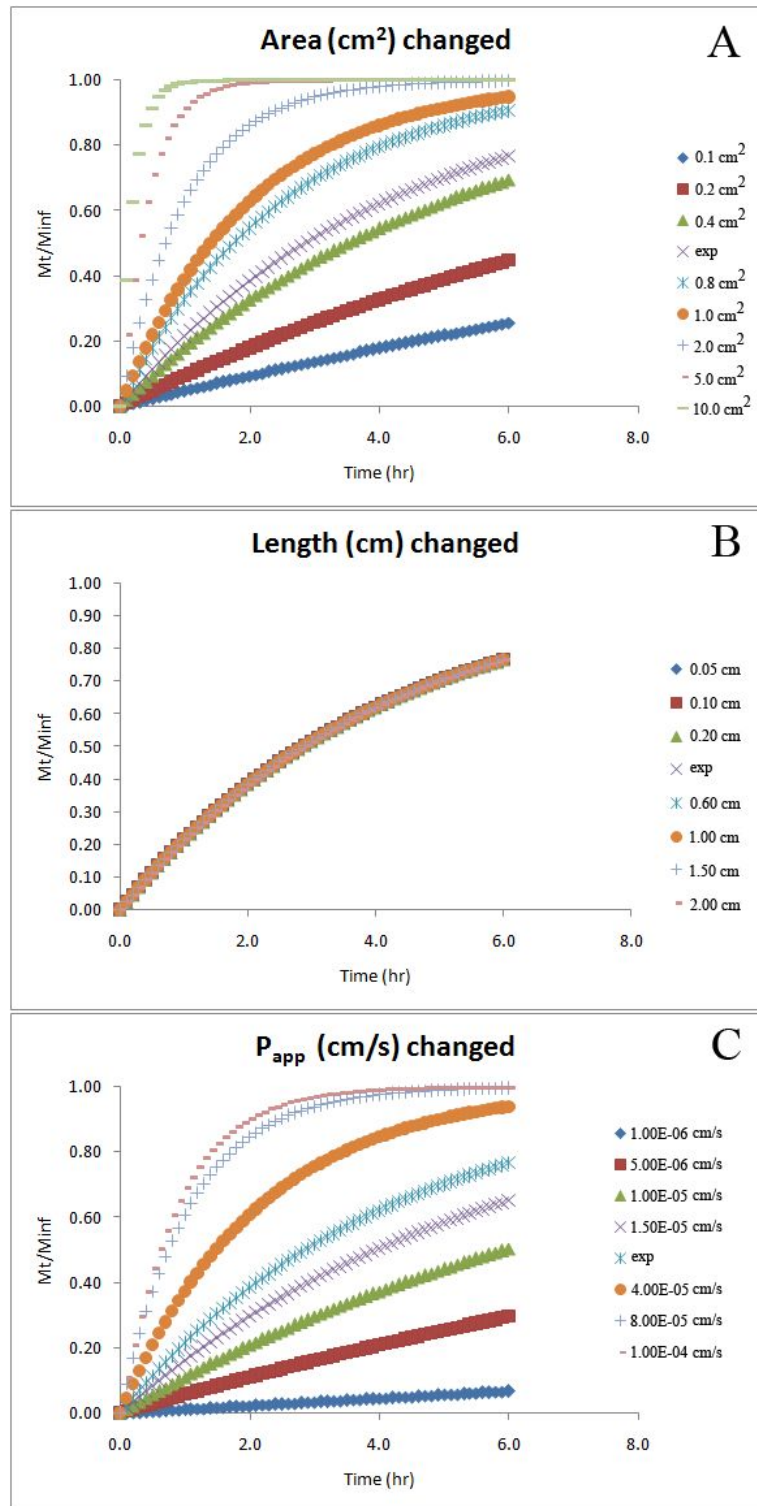 Area (cm²) changed
A
1.00
0.80
0.60
0.40
0.20
0.00
Mt/Minf
0.0 2.0 4.0 6.0 8.0
Time (hr)
0.1 cm²
0.2 cm²
0.4 cm²
exp
0.8 cm²
1.0 cm²
2.0 cm²
5.0 cm²
10.0 cm²
Length (cm) changed
B
1.00
0.90
0.80
0.70
0.60
0.50
0.40
0.30
0.20
0.10
0.00
Mt/Minf
0.0 2.0 4.0 6.0 8.0
Time (hr)
0.05 cm
0.10 cm
0.20 cm
exp
0.60 cm
1.00 cm
1.50 cm
2.00 cm
Papp (cm/s) changed
C
1.00
0.80
0.60
0.40
0.20
0.00
Mt/Minf
0.0 2.0 4.0 6.0 8.0
Time (hr)
1.00E-06 cm/s
5.00E-06 cm/s
1.00E-05 cm/s
1.50E-05 cm/s
exp
4.00E-05 cm/s
8.00E-05 cm/s
1.00E-04 cm/s